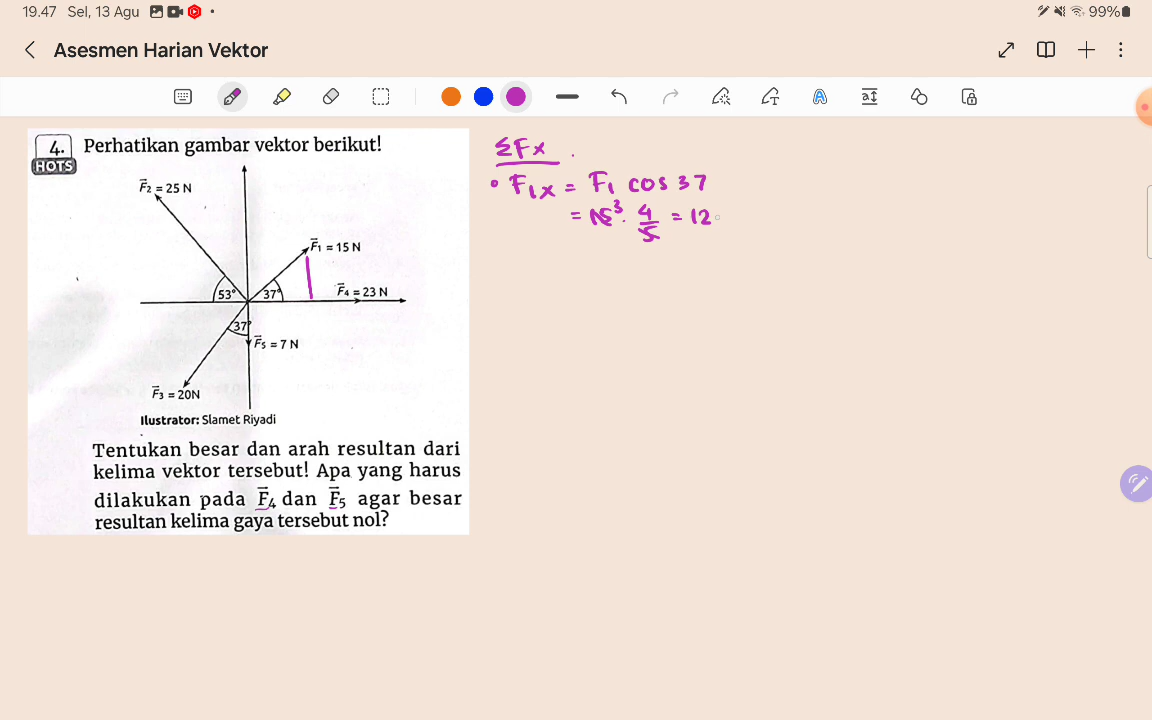 19.47 Sel, 13 Agu
99%
Asesmen Harian Vektor
4. Perhatikan gambar vektor berikut!
HOTS
F₂ = 25 N
F₁ = 15 N
53°
37°
F₄ = 23 N
37°
F₅ = 7 N
F₃ = 20N
Ilustrator: Slamet Riyadi
Tentukan besar dan arah resultan dari
kelima vektor tersebut! Apa yang harus
dilakukan pada F₄ dan F₅ agar besar
resultan kelima gaya tersebut nol?
ΣFx
• F₁x = F₁ cos 37
= 15³ · 4/5 = 12